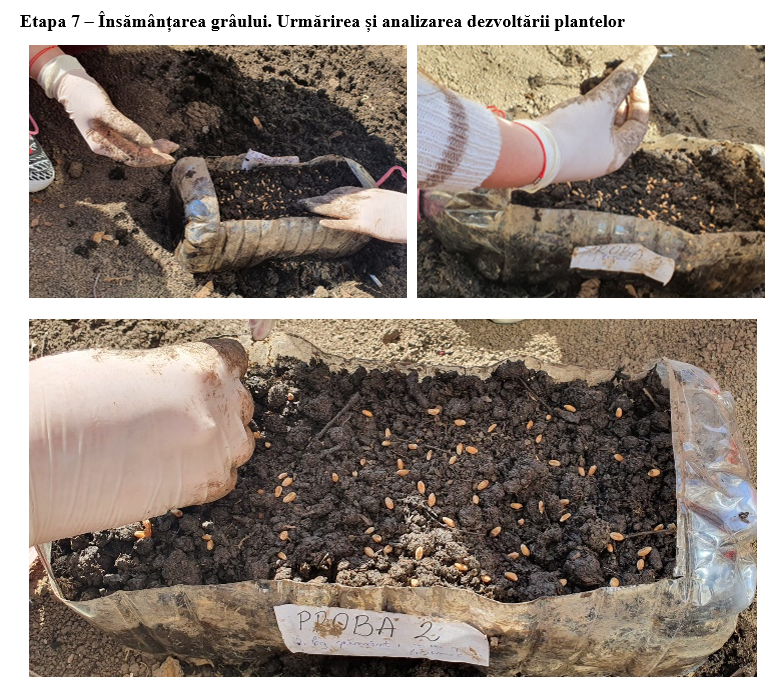 Etapa 7 – Însămânțarea grâului. Urmărirea și analizarea dezvoltării plantelor
PROBA 2